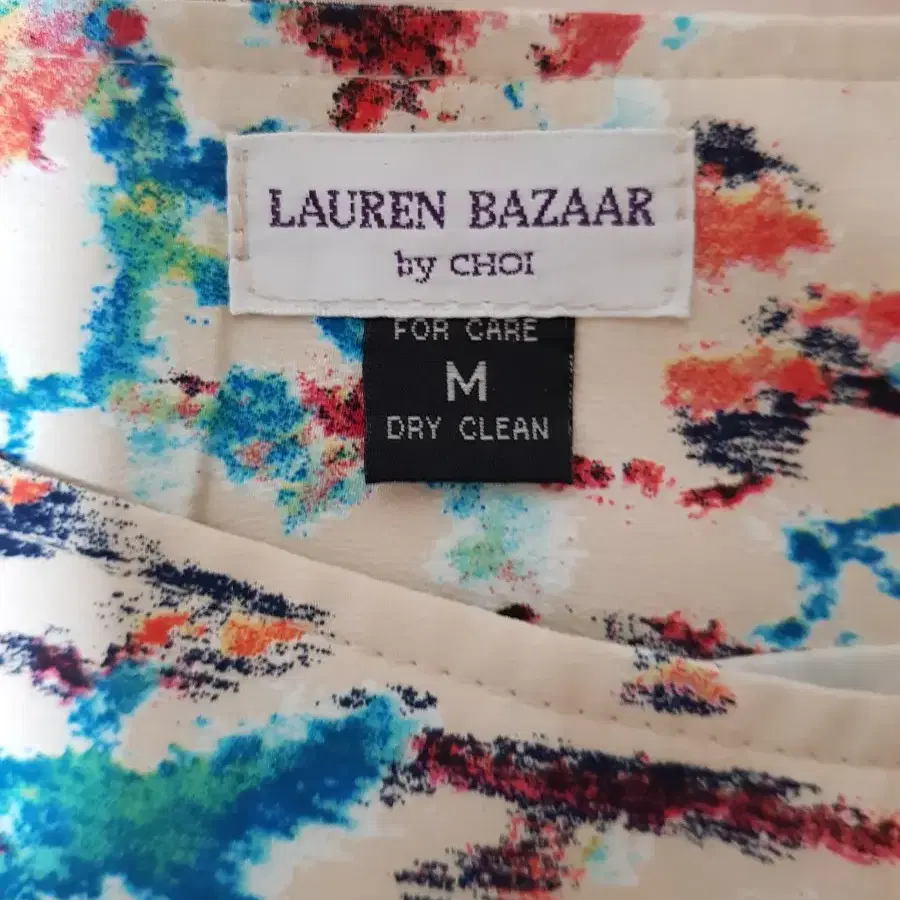 LAUREN BAZAAR
by CHOI
FOR CARE
M
DRY CLEAN